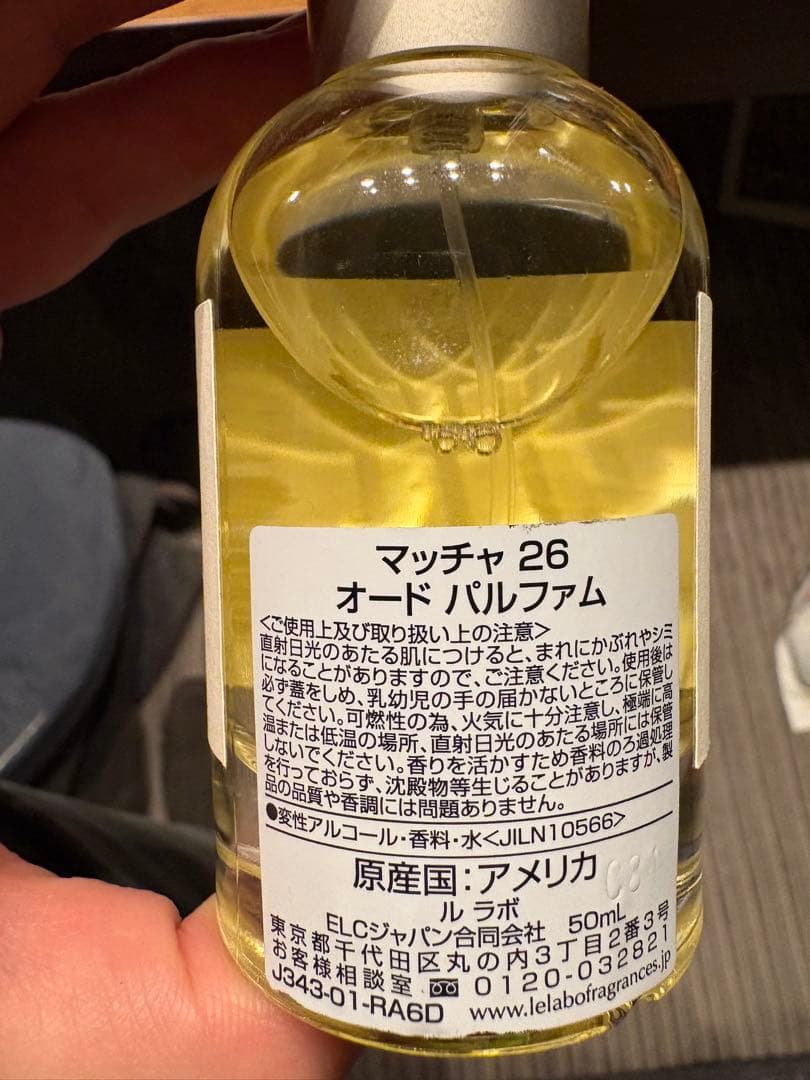 マッチャ 26
オード パルファム
<ご使用上及び取り扱い上の注意>
直射日光のあたる肌につけると、まれにかぶれやシミ
になることがありますので、ご注意ください。使用後は
必ず蓋をしめ、乳幼児の手の届かないところに保管し
てください。可燃性の為、火気に十分注意し、極端に高
温または低温の場所、直射日光のあたる場所には保管
しないでください。香りを活かすため香料のろ過処理
を行っておらず、沈殿物等生じることがありますが、製
品の品質や香調には問題ありません。
●変性アルコール・香料・水<JILN10566>
原産国:アメリカ
ル ラボ
ELCジャパン合同会社 50mL
東京都千代田区丸の内3丁目2番3号
お客様相談室 0120-032821
J343-01-RA6D www.lelabofragrances.jp